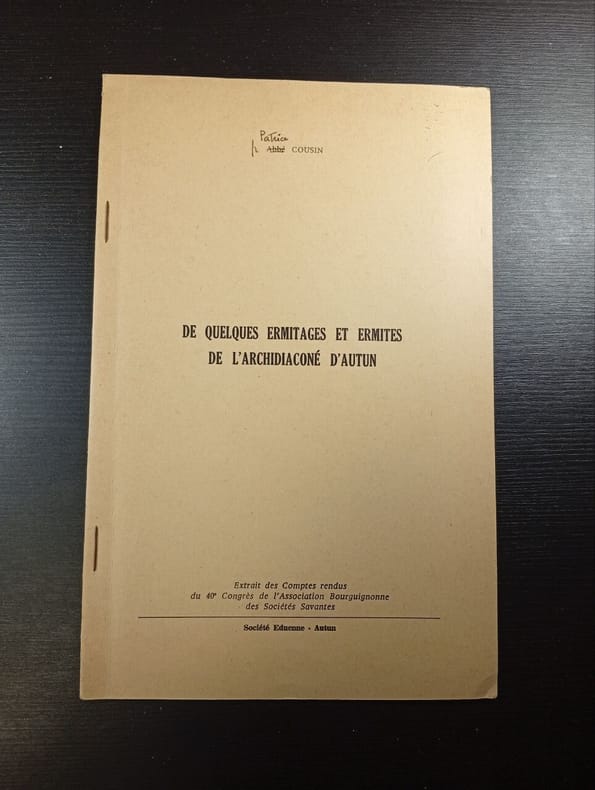 Patrice
p. Abbé COUSIN
DE QUELQUES ERMITAGES ET ERMITES
DE L'ARCHIDIACONÉ D'AUTUN
Extrait des Comptes rendus
du 40e Congrès de l'Association Bourguignonne
des Sociétés Savantes
Société Eduenne - Autun